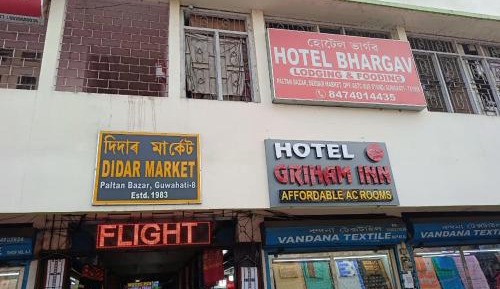 হোটেল ভাৰ্গৱ
HOTEL BHARGAV
LODGING & FOODING
8474014435
দিদাৰ মাৰ্কেট
DIDAR MARKET
Paltan Bazar, Guwahati-8
Estd. 1983
HOTEL
GRIHAM INN
AFFORDABLE AC ROOMS
FLIGHT
VANDANA TEXTILE
VANDANA TEXTILE